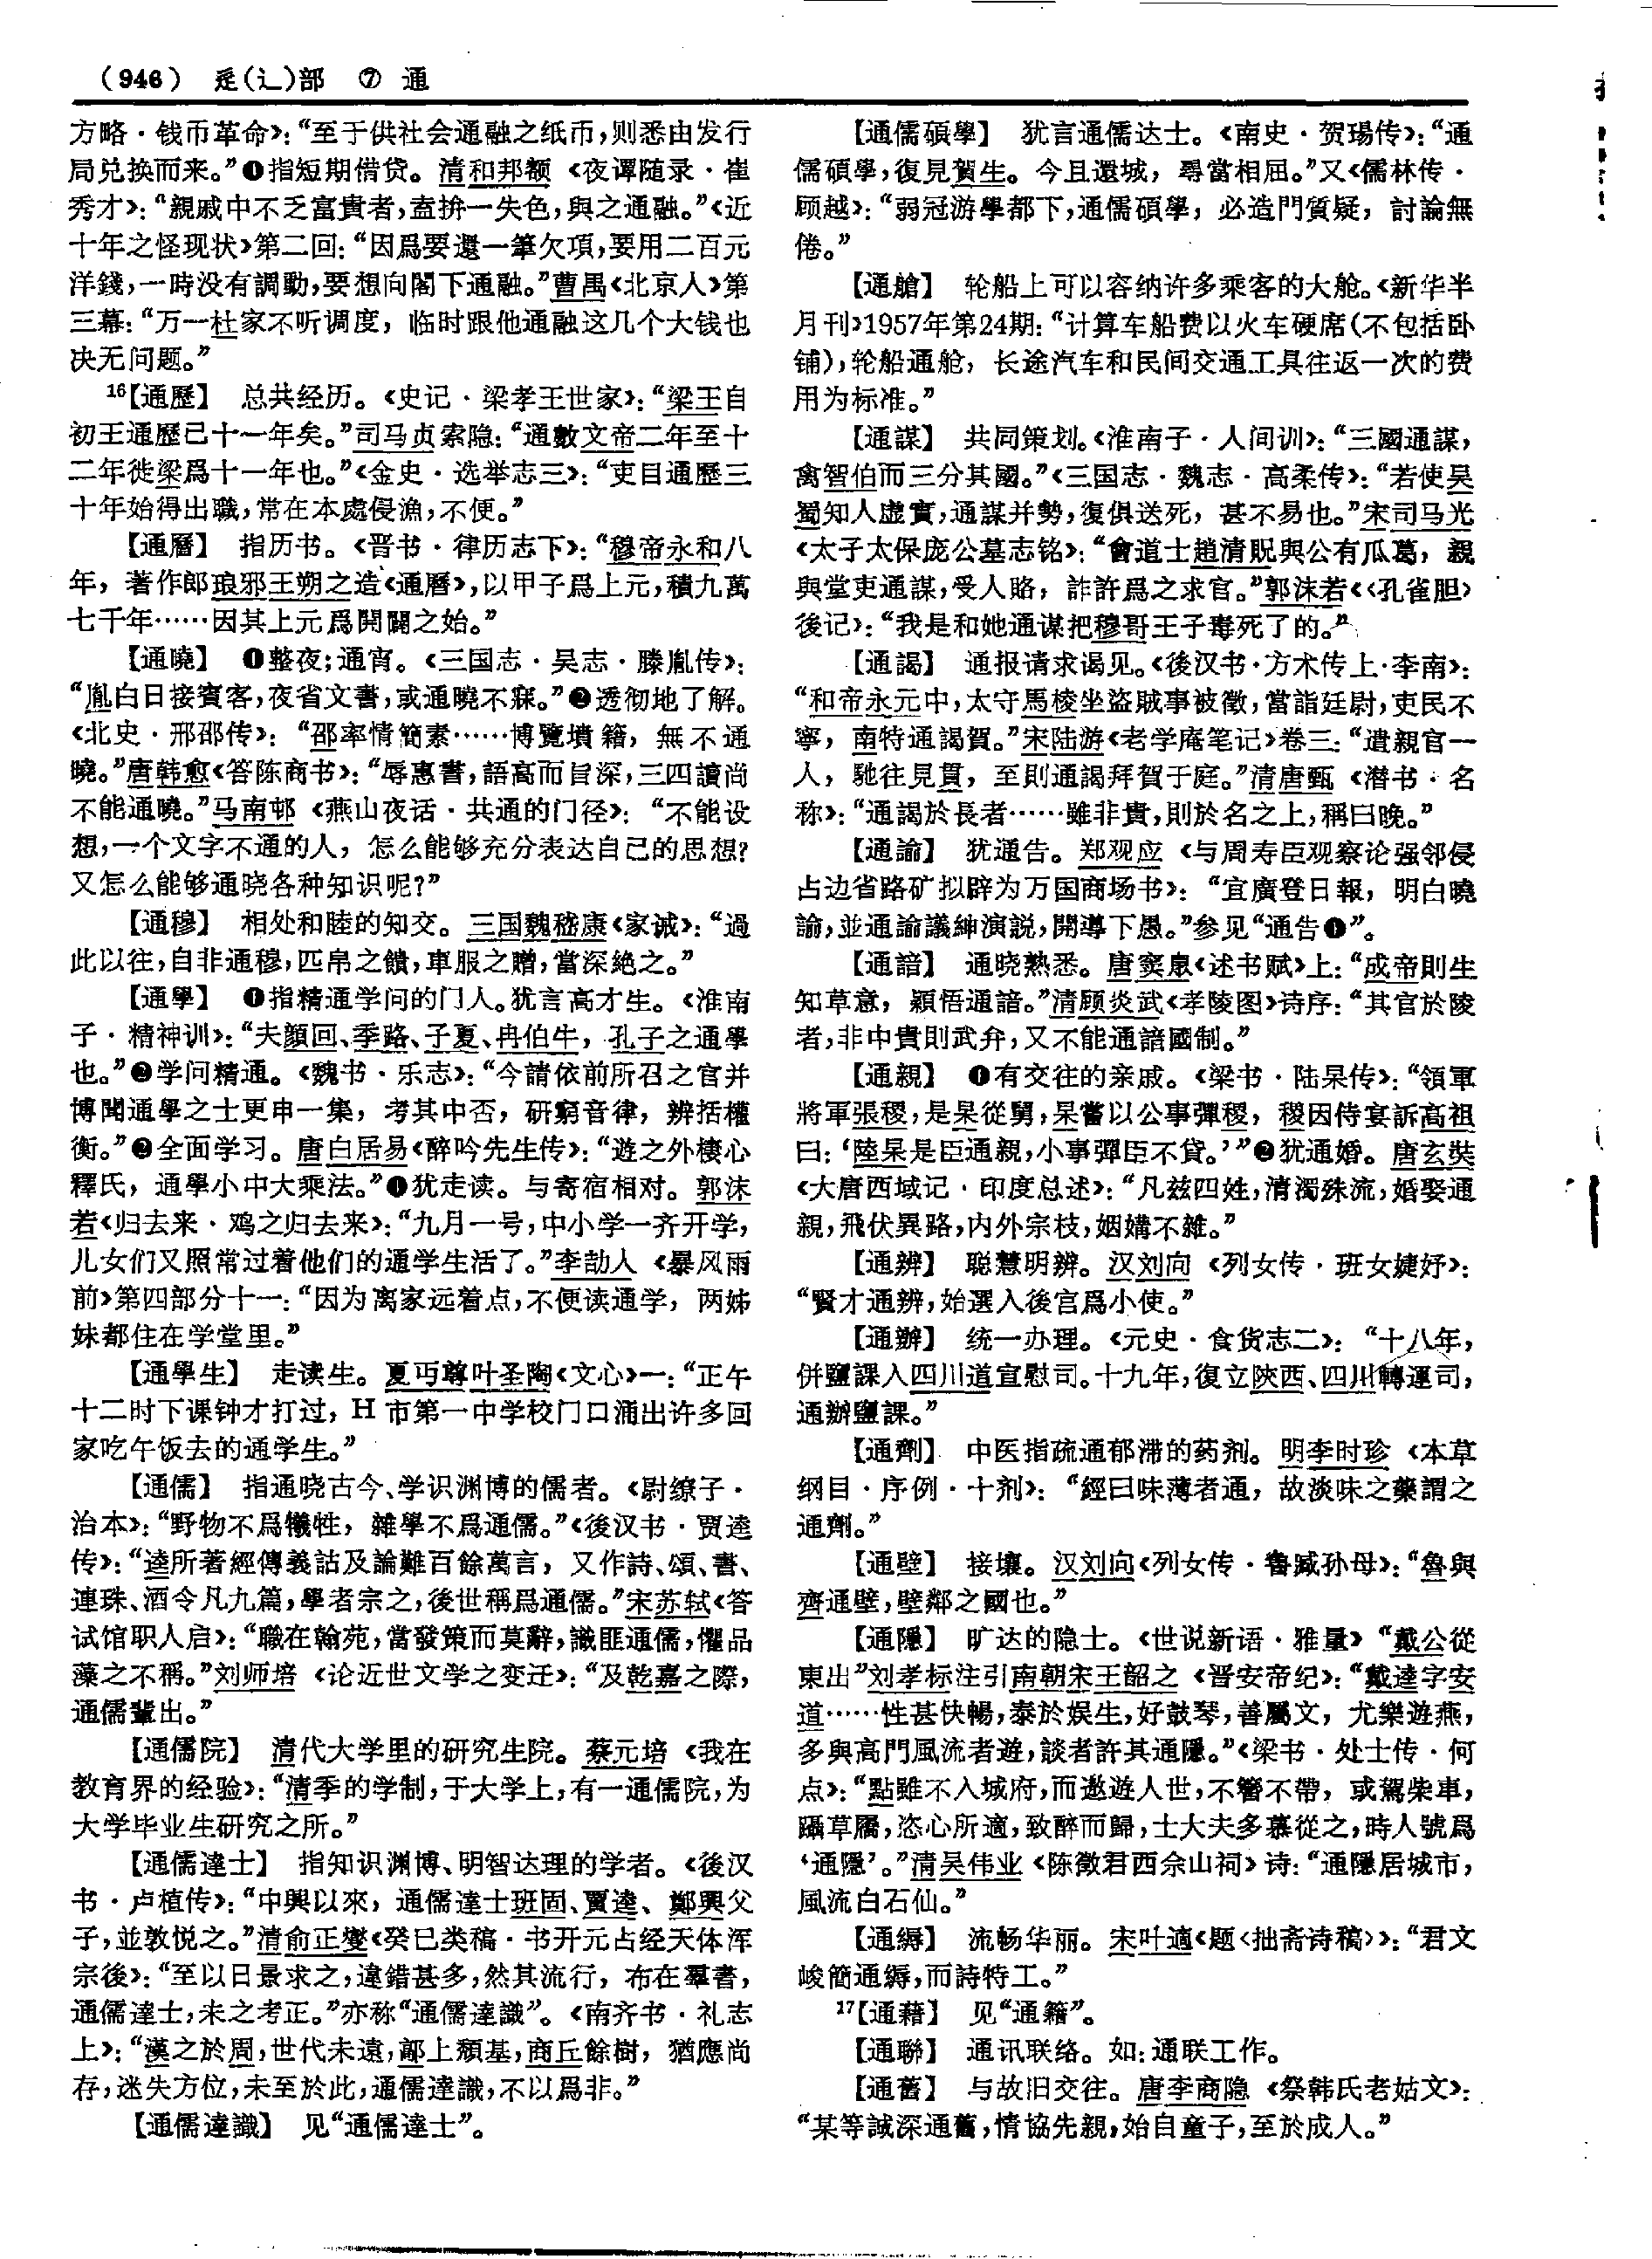 （946） 辵(辶)部 ⑦ 通
方略·钱币革命》：“至于供社会通融之纸币，则悉由发行
局兑换而来。”❶指短期借贷。清和邦额《夜谭随录·崔
秀才》：“親戚中不乏富貴者，盍拚一失色，與之通融。”《近
十年之怪现状》第二回：“因爲要還一筆欠項，要用二百元
洋錢，一時没有調動，要想向閣下通融。”曹禺《北京人》第
三幕：“万一杜家不听调度，临时跟他通融这几个大钱也
决无问题。”
16【通歷】 总共经历。《史记·梁孝王世家》：“梁王自
初王通歷已十一年矣。”司马贞索隐：“通數文帝二年至十
二年徙梁爲十一年也。”《金史·选举志三》：“吏目通歷三
十年始得出職，常在本處侵漁，不便。”
【通曆】 指历书。《晋书·律历志下》：“穆帝永和八
年，著作郎琅邪王朔之造《通曆》，以甲子爲上元，積九萬
七千年……因其上元爲開闢之始。”
【通曉】 ❶整夜；通宵。《三国志·吴志·滕胤传》：
“胤白日接賓客，夜省文書，或通曉不寐。”❷透彻地了解。
《北史·邢邵传》：“邵率情簡素……博覽墳籍，無不通
曉。”唐韩愈《答陈商书》：“辱惠書，語高而旨深，三四讀尚
不能通曉。”马南邨《燕山夜话·共通的门径》：“不能设
想，一个文字不通的人，怎么能够充分表达自己的思想？
又怎么能够通晓各种知识呢？”
【通穆】 相处和睦的知交。三国魏嵇康《家诫》：“過
此以往，自非通穆，匹帛之饋，車服之贈，當深絶之。”
【通學】 ❶指精通学问的门人。犹言高才生。《淮南
子·精神训》：“夫顔回、季路、子夏、冉伯牛，孔子之通學
也。”❷学问精通。《魏书·乐志》：“今請依前所召之官并
博聞通學之士更申一集，考其中否，研窮音律，辨括權
衡。”❷全面学习。唐白居易《醉吟先生传》：“遊之外棲心
釋氏，通學小中大乘法。”❶犹走读。与寄宿相对。郭沫
若《归去来·鸡之归去来》：“九月一号，中小学一齐开学，
儿女们又照常过着他们的通学生活了。”李劼人《暴风雨
前》第四部分十一：“因为离家远着点，不便读通学，两姊
妹都住在学堂里。”
【通學生】 走读生。夏丏尊叶圣陶《文心》一：“正午
十二时下课钟才打过，H市第一中学校门口涌出许多回
家吃午饭去的通学生。”
【通儒】 指通晓古今、学识渊博的儒者。《尉缭子·
治本》：“野物不爲犧牲，雜學不爲通儒。”《後汉书·贾逵
传》：“逵所著經傳義詁及論難百餘萬言，又作詩、頌、書、
連珠、酒令凡九篇，學者宗之，後世稱爲通儒。”宋苏轼《答
试馆职人启》：“職在翰苑，當發策而莫辭，識匪通儒，懼品
藻之不稱。”刘师培《论近世文学之变迁》：“及乾嘉之際，
通儒輩出。”
【通儒院】 清代大学里的研究生院。蔡元培《我在
教育界的经验》：“清季的学制，于大学上，有一通儒院，为
大学毕业生研究之所。”
【通儒達士】 指知识渊博、明智达理的学者。《後汉
书·卢植传》：“中興以來，通儒達士班固、賈逵、鄭興父
子，並敦悦之。”清俞正燮《癸巳类稿·书开元占经天体浑
宗後》：“至以日景求之，違錯甚多，然其流行，布在羣書，
通儒達士，未之考正。”亦称“通儒達識”。《南齐书·礼志
上》：“漢之於周，世代未遠，鄗上頽基，商丘餘樹，猶應尚
存，迷失方位，未至於此，通儒達識，不以爲非。”
【通儒達識】 见“通儒達士”。
【通儒碩學】 犹言通儒达士。《南史·贺瑒传》：“通
儒碩學，復見賀生。今且還城，尋當相屈。”又《儒林传·
顾越》：“弱冠游學都下，通儒碩學，必造門質疑，討論無
倦。”
【通艙】 轮船上可以容纳许多乘客的大舱。《新华半
月刊》1957年第24期：“计算车船费以火车硬席（不包括卧
铺），轮船通舱，长途汽车和民间交通工具往返一次的费
用为标准。”
【通謀】 共同策划。《淮南子·人间训》：“三國通謀，
禽智伯而三分其國。”《三国志·魏志·高柔传》：“若使吴
蜀知人虚實，通謀并勢，復俱送死，甚不易也。”宋司马光
《太子太保庞公墓志铭》：“會道士趙清貺與公有瓜葛，親
與堂吏通謀，受人賂，詐許爲之求官。”郭沫若《〈孔雀胆〉
後记》：“我是和她通谋把穆哥王子毒死了的。”
【通謁】 通报请求谒见。《後汉书·方术传上·李南》：
“和帝永元中，太守馬棱坐盜賊事被徵，當詣廷尉，吏民不
寧，南特通謁賀。”宋陆游《老学庵笔记》卷三：“遣親官一
人，馳往見貫，至則通謁拜賀于庭。”清唐甄《潜书·名
称》：“通謁於長者……雖非貴，則於名之上，稱曰晚。”
【通諭】 犹通告。郑观应《与周寿臣观察论强邻侵
占边省路矿拟辟为万国商场书》：“宜廣登日報，明白曉
諭，並通諭議紳演説，開導下愚。”参见“通告❶”。
【通諳】 通晓熟悉。唐窦臮《述书赋》上：“成帝則生
知草意，穎悟通諳。”清顾炎武《孝陵图》诗序：“其官於陵
者，非中貴則武弁，又不能通諳國制。”
【通親】 ❶有交往的亲戚。《梁书·陆杲传》：“領軍
將軍張稷，是杲從舅，杲嘗以公事彈稷，稷因侍宴訴高祖
曰：‘陸杲是臣通親，小事彈臣不貸。’”❷犹通婚。唐玄奘
《大唐西域记·印度总述》：“凡兹四姓，清濁殊流，婚娶通
親，飛伏異路，内外宗枝，姻媾不雜。”
【通辨】 聪慧明辨。汉刘向《列女传·班女婕妤》：
“賢才通辨，始選入後宫爲小使。”
【通辦】 统一办理。《元史·食货志二》：“十八年，
併鹽課入四川道宣慰司。十九年，復立陝西、四川轉運司，
通辦鹽課。”
【通劑】 中医指疏通郁滞的药剂。明李时珍《本草
纲目·序例·十剂》：“經曰味薄者通，故淡味之藥謂之
通劑。”
【通壁】 接壤。汉刘向《列女传·鲁臧孙母》：“魯與
齊通壁，壁鄰之國也。”
【通隱】 旷达的隐士。《世说新语·雅量》“戴公從
東出”刘孝标注引南朝宋王韶之《晋安帝纪》：“戴逵字安
道……性甚快暢，泰於娱生，好鼓琴，善屬文，尤樂遊燕，
多與高門風流者遊，談者許其通隱。”《梁书·处士传·何
点》：“點雖不入城府，而遨遊人世，不簪不帶，或駕柴車，
躡草屩，恣心所適，致醉而歸，士大夫多慕從之，時人號爲
‘通隱’。”清吴伟业《陈徵君西佘山祠》诗：“通隱居城市，
風流白石仙。”
【通縟】 流畅华丽。宋叶適《题〈拙斋诗稿〉》：“君文
峻簡通縟，而詩特工。”
17【通藉】 见“通籍”。
【通聯】 通讯联络。如：通联工作。
【通舊】 与故旧交往。唐李商隐《祭韩氏老姑文》：
“某等誠深通舊，情協先親，始自童子，至於成人。”